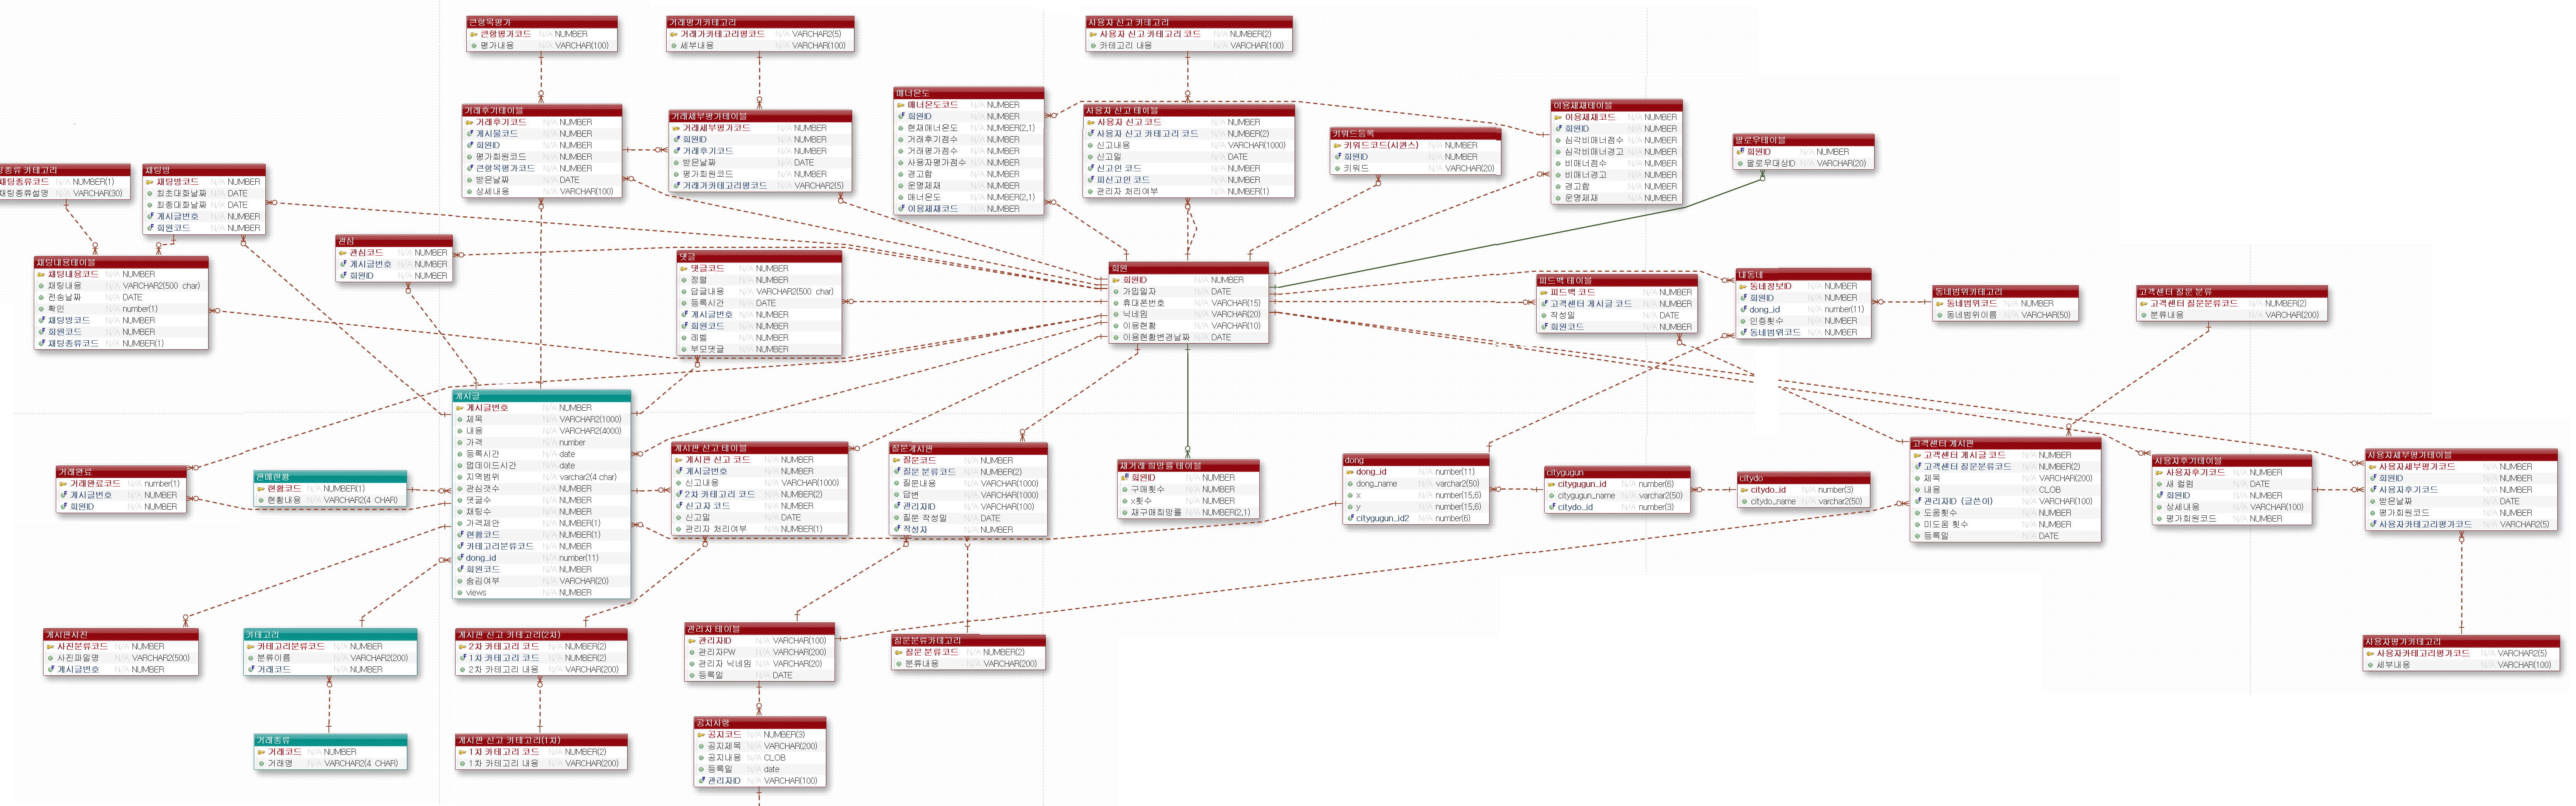 큰항목평가
큰항평가코드 N/A NUMBER
평가내용 N/A VARCHAR(100)
거래평가카테고리
거래가카테고리평코드 N/A VARCHAR2(5)
세부내용 N/A VARCHAR(100)
사용자 신고 카테고리
사용자 신고 카테고리 코드 N/A NUMBER(2)
카테고리 내용 N/A VARCHAR(100)
거래후기테이블
거래후기코드 N/A NUMBER
게시물코드 N/A NUMBER
회원ID N/A NUMBER
평가회원코드 N/A NUMBER
큰항목평가코드 N/A NUMBER
받은날짜 N/A DATE
상세내용 N/A VARCHAR(100)
거래세부평가테이블
거래세부평가코드 N/A NUMBER
회원ID N/A NUMBER
거래후기코드 N/A NUMBER
받은날짜 N/A DATE
평가회원코드 N/A NUMBER
거래가카테고리평코드 N/A VARCHAR2(5)
매너온도
매너온도코드 N/A NUMBER
회원ID N/A NUMBER
현재매너온도 N/A NUMBER(2,1)
거래후기점수 N/A NUMBER
거래평가점수 N/A NUMBER
사용자평가점수 N/A NUMBER
경고합 N/A NUMBER
운영제재 N/A NUMBER
매너온도 N/A NUMBER(2,1)
이용제재코드 N/A NUMBER
사용자 신고 테이블
사용자 신고 코드 N/A NUMBER
사용자 신고 카테고리 코드 N/A NUMBER(2)
신고내용 N/A VARCHAR(1000)
신고일 N/A DATE
신고인 코드 N/A NUMBER
피신고인 코드 N/A NUMBER
관리자 처리여부 N/A NUMBER(1)
키워드등록
키워드코드(시퀀스) N/A NUMBER
회원ID N/A NUMBER
키워드 N/A VARCHAR(20)
이용제재테이블
이용제재코드 N/A NUMBER
회원ID N/A NUMBER
심각비매너점수 N/A NUMBER
심각비매너경고 N/A NUMBER
비매너점수 N/A NUMBER
비매너경고 N/A NUMBER
경고합 N/A NUMBER
운영제재 N/A NUMBER
팔로우테이블
회원ID N/A NUMBER
팔로우대상ID N/A VARCHAR(20)
팅종류 카테고리
채팅종류코드 N/A NUMBER(1)
채팅종류설명 N/A VARCHAR(30)
채팅방
채팅방코드 N/A NUMBER
최초대화날짜 N/A DATE
최종대화날짜 N/A DATE
게시글번호 N/A NUMBER
회원코드 N/A NUMBER
채팅내용테이블
채팅내용코드 N/A NUMBER
채팅내용 N/A VARCHAR2(500 char)
전송날짜 N/A DATE
확인 N/A number(1)
채팅방코드 N/A NUMBER
회원코드 N/A NUMBER
채팅종류코드 N/A NUMBER(1)
관심
관심코드 N/A NUMBER
게시글번호 N/A NUMBER
회원ID N/A NUMBER
댓글
댓글코드 N/A NUMBER
정렬 N/A NUMBER
답글내용 N/A VARCHAR2(500 char)
등록시간 N/A DATE
게시글번호 N/A NUMBER
회원코드 N/A NUMBER
레벨 N/A NUMBER
부모댓글 N/A NUMBER
회원
회원ID N/A NUMBER
가입일자 N/A DATE
휴대폰번호 N/A VARCHAR(15)
닉네임 N/A VARCHAR(20)
이용현황 N/A VARCHAR(10)
이용현황변경날짜 N/A DATE
피드백 테이블
피드백 코드 N/A NUMBER
고객센터 게시글 코드 N/A NUMBER
작성일 N/A DATE
회원코드 N/A NUMBER
내동네
동네정보ID N/A NUMBER
회원ID N/A NUMBER
dong_id N/A number(11)
인증횟수 N/A NUMBER
동네범위코드 N/A NUMBER
동네범위카테고리
동네범위코드 N/A NUMBER
동네범위이름 N/A VARCHAR(50)
고객센터 질문 분류
고객센터 질문분류코드 N/A NUMBER(2)
분류내용 N/A VARCHAR(200)
게시글
게시글번호 N/A NUMBER
제목 N/A VARCHAR2(1000)
내용 N/A VARCHAR2(4000)
가격 N/A number
등록시간 N/A date
업데이트시간 N/A date
지역범위 N/A varchar2(4 char)
관심갯수 N/A NUMBER
댓글수 N/A NUMBER
채팅수 N/A NUMBER
가격제안 N/A NUMBER(1)
현황코드 N/A NUMBER(1)
카테고리분류코드 N/A NUMBER
dong_id N/A number(11)
회원코드 N/A NUMBER
숨김여부 N/A VARCHAR(20)
views N/A NUMBER
거래완료
거래완료코드 N/A number(1)
게시글번호 N/A NUMBER
회원ID N/A NUMBER
판매현황
현황코드 N/A NUMBER(1)
현황내용 N/A VARCHAR2(4 CHAR)
게시판 신고 테이블
게시판 신고 코드 N/A NUMBER
게시글번호 N/A NUMBER
신고내용 N/A VARCHAR(1000)
2차 카테고리 코드 N/A NUMBER(2)
신고자 코드 N/A NUMBER
신고일 N/A DATE
관리자 처리여부 N/A NUMBER(1)
질문게시판
질문코드 N/A NUMBER
질문 분류코드 N/A NUMBER(2)
질문내용 N/A VARCHAR(1000)
답변 N/A VARCHAR(1000)
관리자ID N/A VARCHAR(100)
질문 작성일 N/A DATE
작성자 N/A NUMBER
재거래 희망률 테이블
회원ID N/A NUMBER
구매횟수 N/A NUMBER
x횟수 N/A NUMBER
재구매희망률 N/A NUMBER(2,1)
dong
dong_id N/A number(11)
dong_name N/A varchar2(50)
x N/A number(15,6)
y N/A number(15,6)
citygugun_id2 N/A number(6)
citygugun
citygugun_id N/A number(6)
citygugun_name N/A varchar2(50)
citydo_id N/A number(3)
citydo
citydo_id N/A number(3)
citydo_name N/A varchar2(50)
고객센터 게시판
고객센터 게시글 코드 N/A NUMBER
고객센터 질문분류코드 N/A NUMBER(2)
제목 N/A VARCHAR(200)
내용 N/A CLOB
관리자ID (글쓴이) N/A VARCHAR(100)
도움횟수 N/A NUMBER
미도움 횟수 N/A NUMBER
등록일 N/A DATE
사용자후기테이블
사용자후기코드 N/A NUMBER
새 컬럼 N/A DATE
회원ID N/A NUMBER
상세내용 N/A VARCHAR(100)
평가회원코드 N/A NUMBER
사용자세부평가테이블
사용자세부평가코드 N/A NUMBER
회원ID N/A NUMBER
사용자후기코드 N/A NUMBER
받은날짜 N/A DATE
평가회원코드 N/A NUMBER
사용자카테고리평가코드 N/A VARCHAR2(5)
게시판사진
사진분류코드 N/A NUMBER
사진파일명 N/A VARCHAR2(500)
게시글번호 N/A NUMBER
카테고리
카테고리분류코드 N/A NUMBER
분류이름 N/A VARCHAR2(200)
거래코드 N/A NUMBER
게시판 신고 카테고리(2차)
2차 카테고리 코드 N/A NUMBER(2)
1차 카테고리 코드 N/A NUMBER(2)
2차 카테고리 내용 N/A VARCHAR(200)
관리자 테이블
관리자ID N/A VARCHAR(100)
관리자PW N/A VARCHAR(200)
관리자 닉네임 N/A VARCHAR(20)
등록일 N/A DATE
질문분류카테고리
질문 분류코드 N/A NUMBER(2)
분류내용 N/A VARCHAR(200)
사용자평가카테고리
사용자카테고리평가코드 N/A VARCHAR2(5)
세부내용 N/A VARCHAR(100)
거래종류
거래코드 N/A NUMBER
거래명 N/A VARCHAR2(4 CHAR)
게시판 신고 카테고리(1차)
1차 카테고리 코드 N/A NUMBER(2)
1차 카테고리 내용 N/A VARCHAR(200)
공지사항
공지코드 N/A NUMBER(3)
공지제목 N/A VARCHAR(200)
공지내용 N/A CLOB
등록일 N/A date
관리자ID N/A VARCHAR(100)